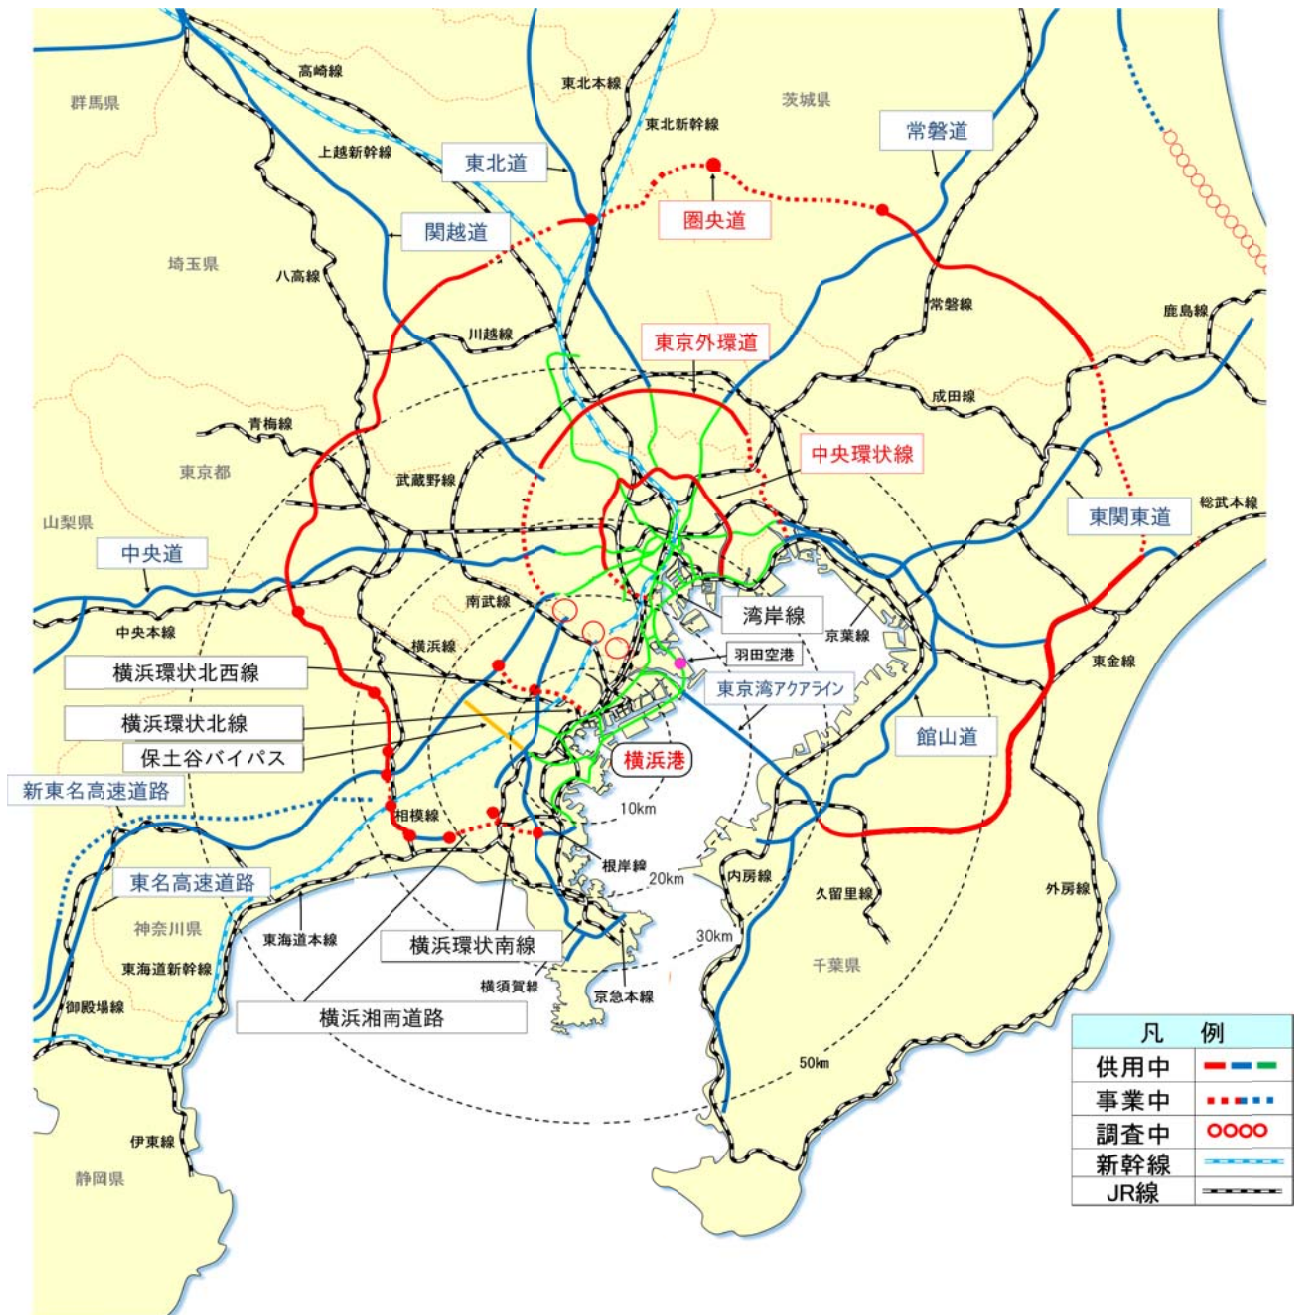 高崎線
東北本線
群馬県
茨城県
東北新幹線
常磐道
上越新幹線
東北道
圏央道
関越道
埼玉県
八高線
常磐線
鹿島線
川越線
東京外環道
成田線
青梅線
中央環状線
東京都
武蔵野線
総武本線
東関東道
山梨県
中央道
南武線
湾岸線
中央本線
京葉線
横浜線
羽田空港
東金線
横浜環状北西線
東京湾アクアライン
横浜環状北線
館山道
保土谷バイパス
横浜港
新東名高速道路
10km
相模線
根岸線
東名高速道路
20km
内房線
久留里線
外房線
神奈川県
30km
東海道本線
横浜環状南線
千葉県
東海道新幹線
横須賀線
京急本線
御殿場線
横浜湘南道路
凡 例
50km
供用中
事業中
調査中
伊東線
新幹線
静岡県
JR線